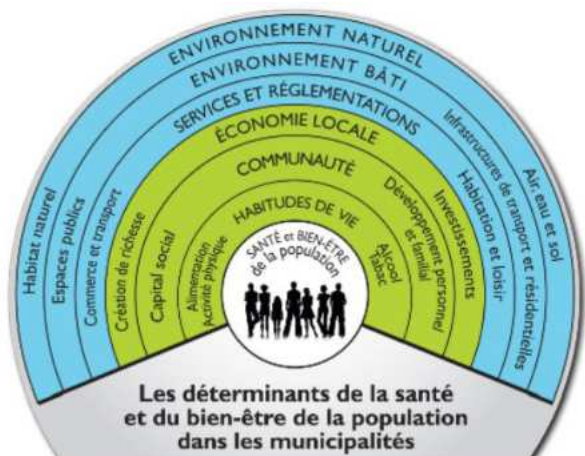 ENVIRONNEMENT NATUREL
Habitat naturel
Air, eau et sol
ENVIRONNEMENT BÂTI
Espaces publics
Infrastructures de transport et résidentielles
SERVICES ET RÉGLEMENTATIONS
Commerce et transport
Habitation et loisir
ÉCONOMIE LOCALE
Création de richesse
Investissements
COMMUNAUTÉ
Capital social
Développement personnel
et familial
HABITUDES DE VIE
Alimentation
Activité physique
Alcool
Tabac
SANTÉ et BIEN-ÊTRE
de la population
Les déterminants de la santé
et du bien-être de la population
dans les municipalités